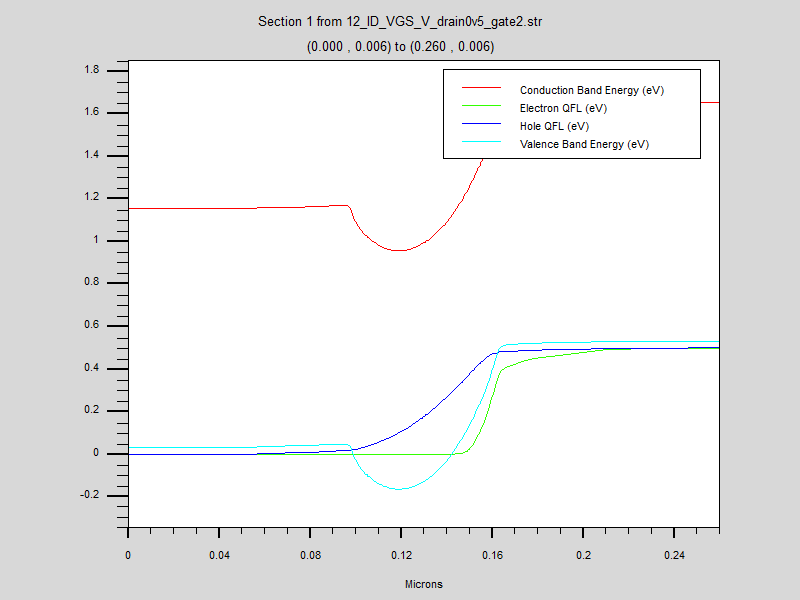 Section 1 from 12_ID_VGS_V_drain0v5_gate2.str
(0.000 , 0.006) to (0.260 , 0.006)
Conduction Band Energy (eV)
Electron QFL (eV)
Hole QFL (eV)
Valence Band Energy (eV)
1.8
1.6
1.4
1.2
1
0.8
0.6
0.4
0.2
0
-0.2
0 0.04 0.08 0.12 0.16 0.2 0.24
Microns